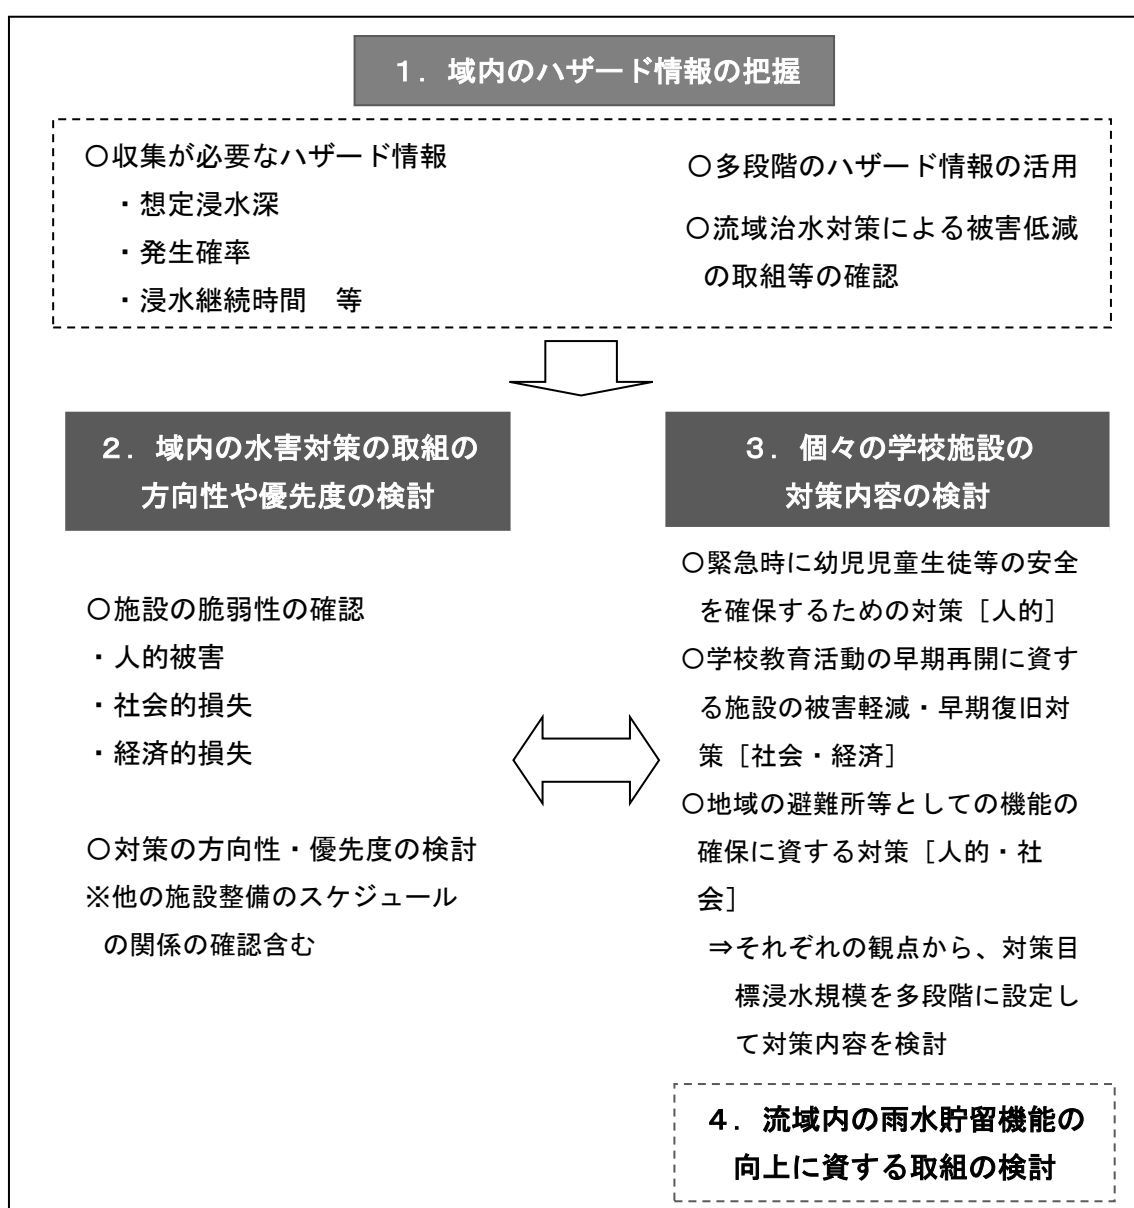 １．域内のハザード情報の把握
○収集が必要なハザード情報
・想定浸水深
・発生確率
・浸水継続時間　等
○多段階のハザード情報の活用
○流域治水対策による被害低減
の取組等の確認
２．域内の水害対策の取組の
方向性や優先度の検討
○施設の脆弱性の確認
・人的被害
・社会的損失
・経済的損失
○対策の方向性・優先度の検討
※他の施設整備のスケジュール
の関係の確認含む
３．個々の学校施設の
対策内容の検討
○緊急時に幼児児童生徒等の安全
を確保するための対策［人的］
○学校教育活動の早期再開に資す
る施設の被害軽減・早期復旧対
策［社会・経済］
○地域の避難所等としての機能の
確保に資する対策［人的・社
会］
⇒それぞれの観点から、対策目
標浸水規模を多段階に設定し
て対策内容を検討
４．流域内の雨水貯留機能の
向上に資する取組の検討